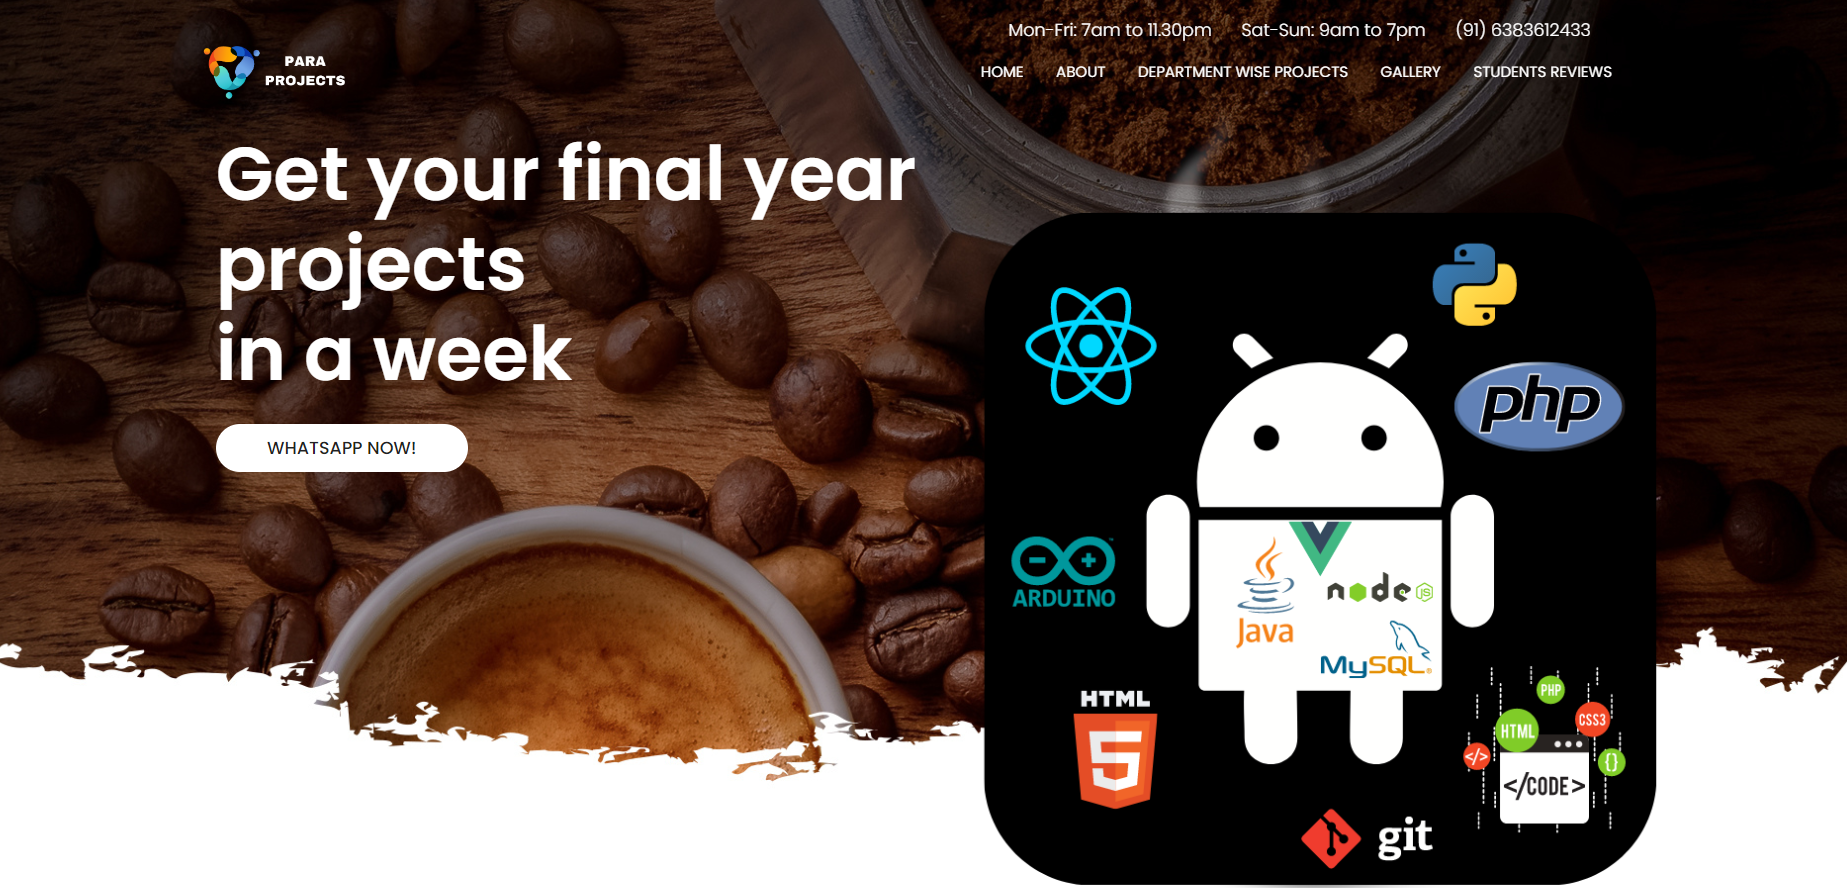 Mon-Fri: 7am to 11.30pm Sat-Sun: 9am to 7pm (91) 6383612433
PARA
PROJECTS
HOME ABOUT DEPARTMENT WISE PROJECTS GALLERY STUDENTS REVIEWS
Get your final year
projects
in a week
WHATSAPP NOW!
php
ARDUINO
Java
node
JS
MySQL
HTML
5
PHP
HTML
CSS3
</>
{}
</CODE>
git